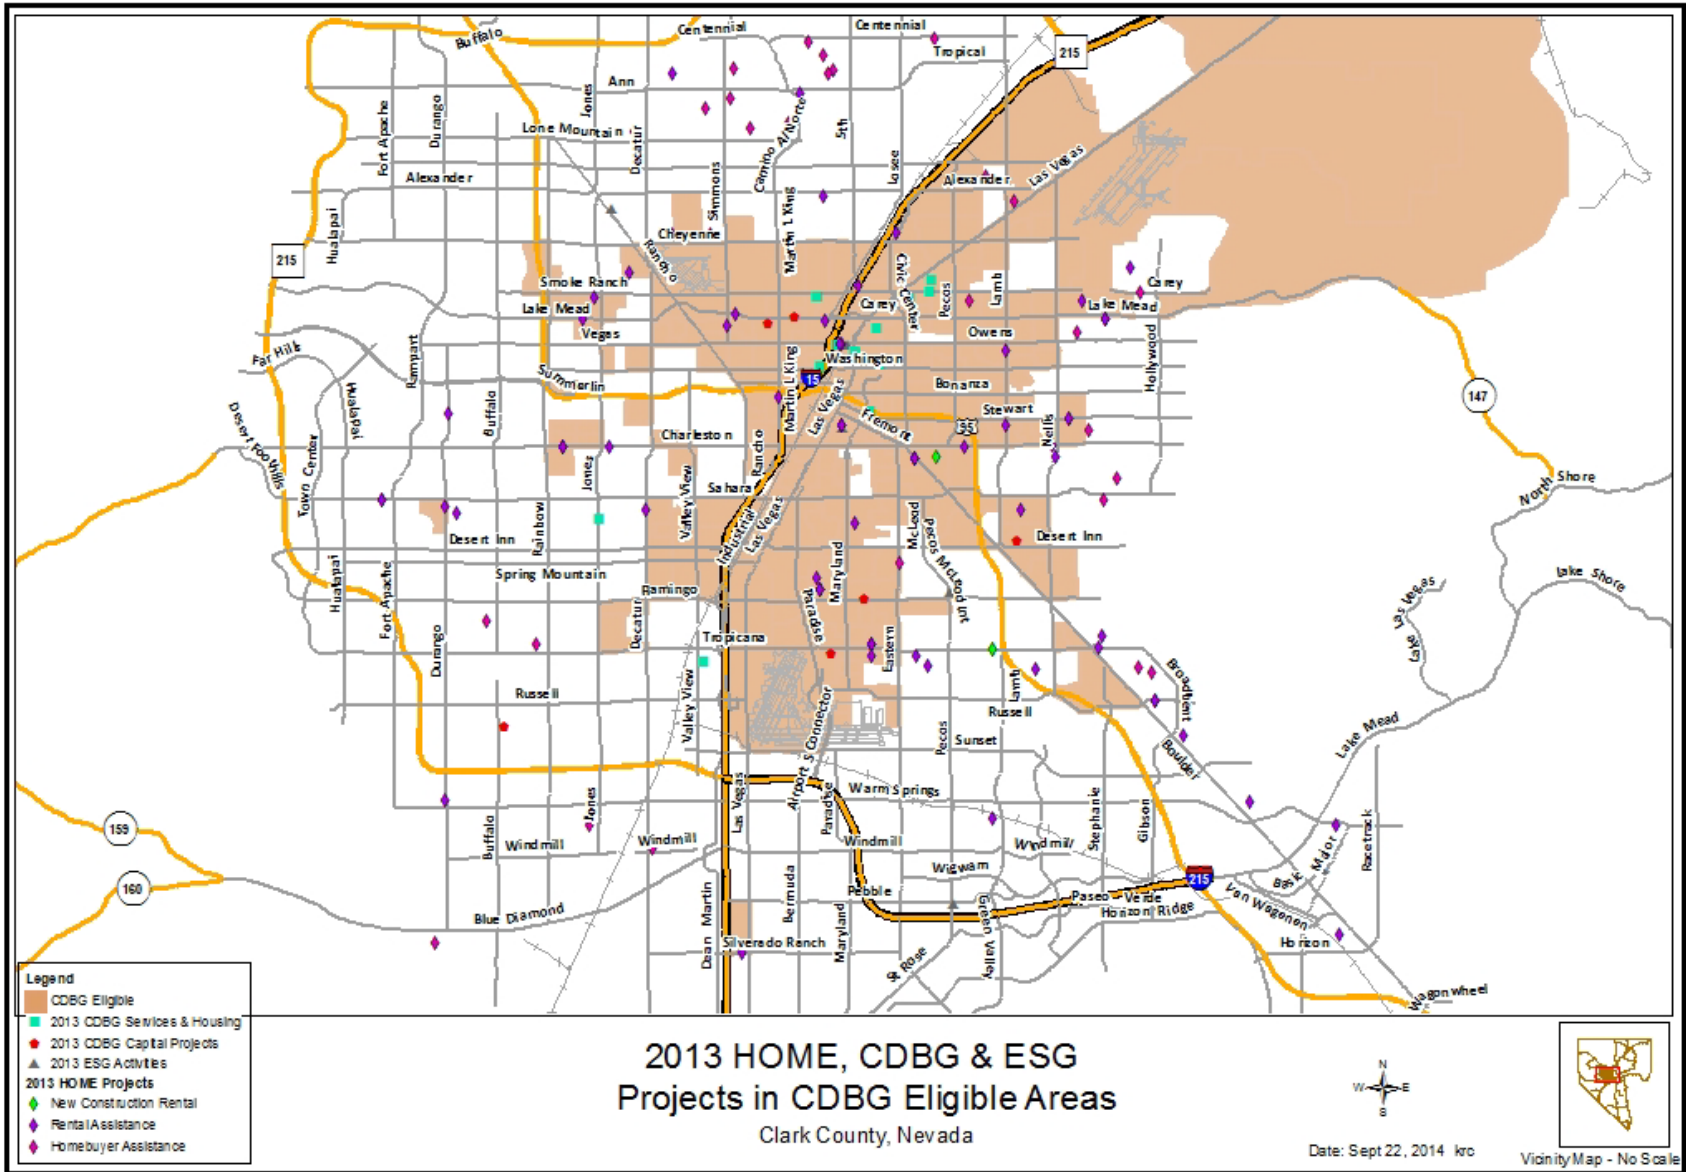 Centennial
Centennial
Buffalo
Tropical
215
Ann
Jones
Fort Apache
Durango
Lone Mountain
Decatur
Camino Al Norte
5th
Losee
Alexander
Alexander
Las Vegas
Simmons
Martin L King
Hualapai
Cheyenne
Rancho
215
Civic Center
Smoke Ranch
Carey
Pecos
Lamb
Carey
Lake Mead
Lake Mead
Vegas
Owens
Hollywood
Far Hills
Rampart
Washington
Martin L King
15
Summerlin
Bonanza
147
Hualapai
Buffalo
Las Vegas
Stewart
Desert Foothills
Fremont
95
Nellis
Charleston
Town Center
Jones
Rancho
Valley View
Sahara
North Shore
Rainbow
Industrial
Las Vegas
McLeod
Pecos McLeod
Desert Inn
Desert Inn
Maryland
Spring Mountain
Hualapai
Fort Apache
Flamingo
Lake Shore
Lake Las Vegas
Paradise
Decatur
Durango
Tropicana
Eastern
Broadbent
Lamb
Russell
Valley View
Russell
Airport S Connector
Pecos
Sunset
Boulder
Lake Mead
Las Vegas
Paradise
Warm Springs
159
Jones
Buffalo
Windmill
Windmill
Windmill
Windmill
Stephanie
Gibson
Basic
Major
Racetrack
Wigwam
215
160
Pebble
Bermuda
Paseo Verde
Van Wagenen
Horizon Ridge
Blue Diamond
Dean Martin
Maryland
Green Valley
Silverado Ranch
St Rose
Horizon
Wagonwheel
Legend
CDBG Eligible
2013 CDBG Services & Housing
2013 CDBG Capital Projects
2013 ESG Activities
2013 HOME Projects
New Construction Rental
Rental Assistance
Homebuyer Assistance
2013 HOME, CDBG & ESG
Projects in CDBG Eligible Areas
Clark County, Nevada
N
W E
S
Date: Sept 22, 2014 krc
Vicinity Map - No Scale